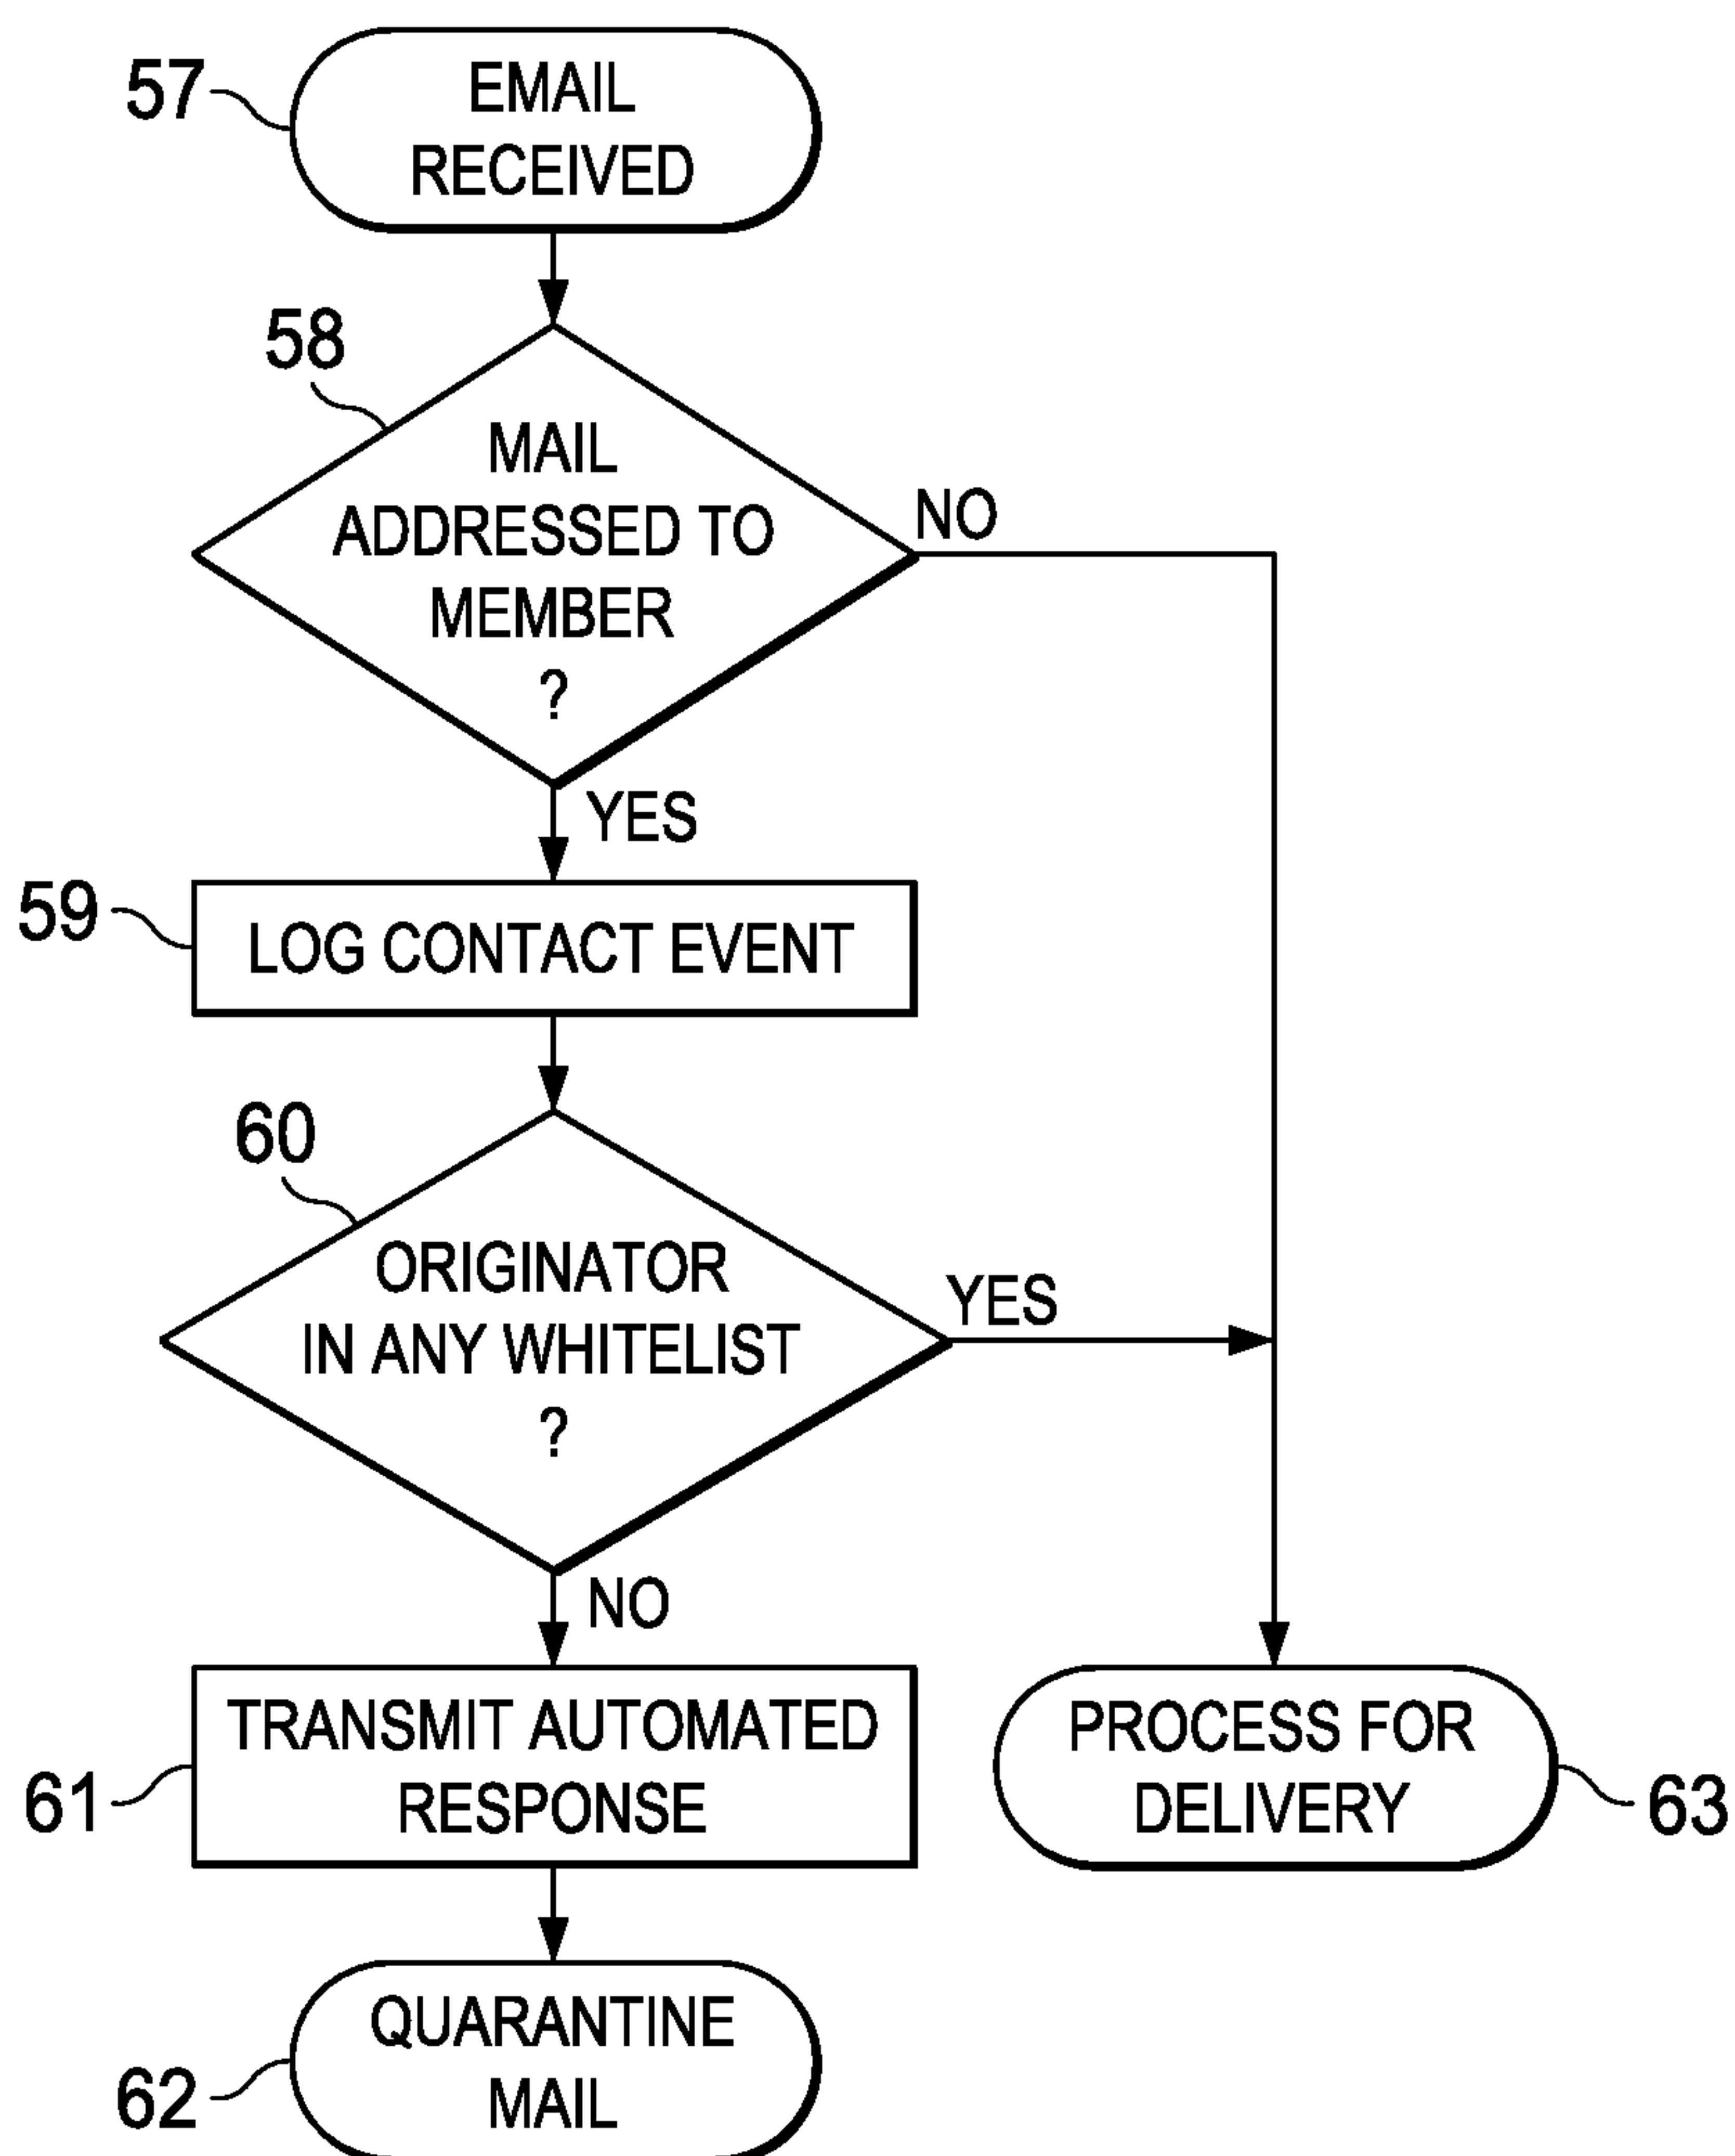 57
EMAIL
RECEIVED
58
MAIL
ADDRESSED TO
MEMBER
?
NO
YES
59
LOG CONTACT EVENT
60
ORIGINATOR
IN ANY WHITELIST
?
YES
NO
61
TRANSMIT AUTOMATED
RESPONSE
PROCESS FOR
DELIVERY
63
62
QUARANTINE
MAIL